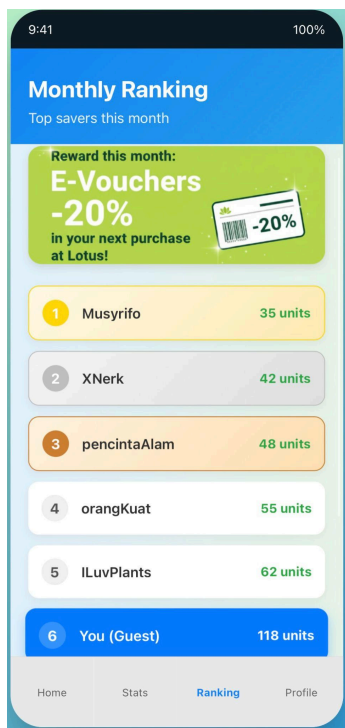 9:41 100%
Monthly Ranking
Top savers this month
Reward this month:
E-Vouchers
-20%
in your next purchase
at Lotus!
-20%
1 Musyrifo 35 units
2 XNerk 42 units
3 pencintaAlam 48 units
4 orangKuat 55 units
5 ILuvPlants 62 units
6 You (Guest) 118 units
Home Stats Ranking Profile